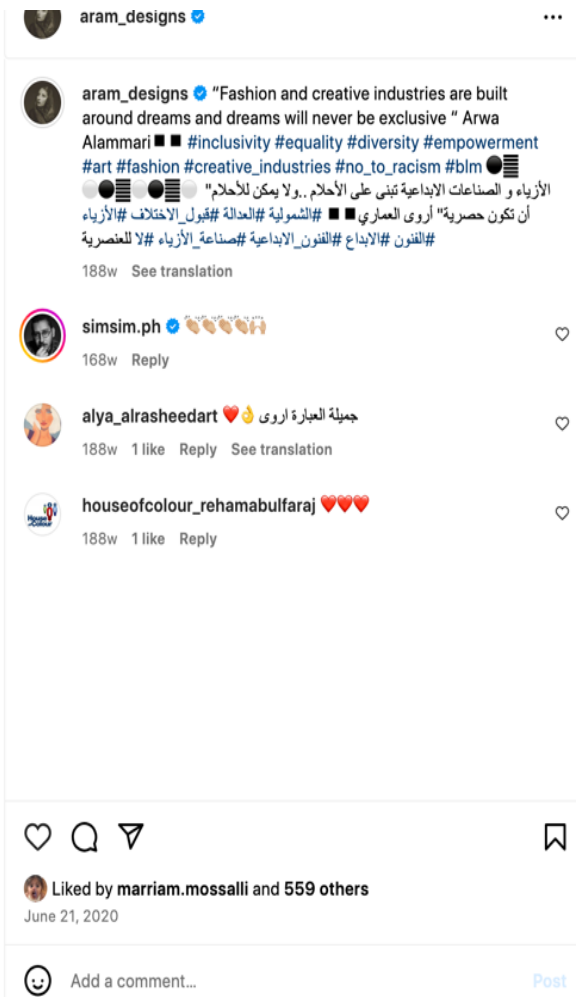 aram_designs
aram_designs “Fashion and creative industries are built
around dreams and dreams will never be exclusive “ Arwa
Alammari #inclusivity #equality #diversity #empowerment
#art #fashion #creative_industries #no_to_racism #blm
الأزياء و الصناعات الابداعية تبنى على الأحلام ..ولا يمكن للأحلام"
أن تكون حصرية" أروى العماري #الشمولية #العدالة #قبول_الاختلاف #الأزياء
#الفنون #الابداع #الفنون_الابداعية #صناعة_الأزياء #لا للعنصرية
188w See translation
simsim.ph 👏🏼👏🏼👏🏼👏🏼🙌🏼
168w Reply
alya_alrasheedart جميلة العبارة اروى 👌❤️
188w 1 like Reply See translation
House of Colour
houseofcolour_rehamabulfaraj ❤️❤️❤️
188w 1 like Reply
Liked by marriam.mossalli and 559 others
June 21, 2020
Add a comment...
Post